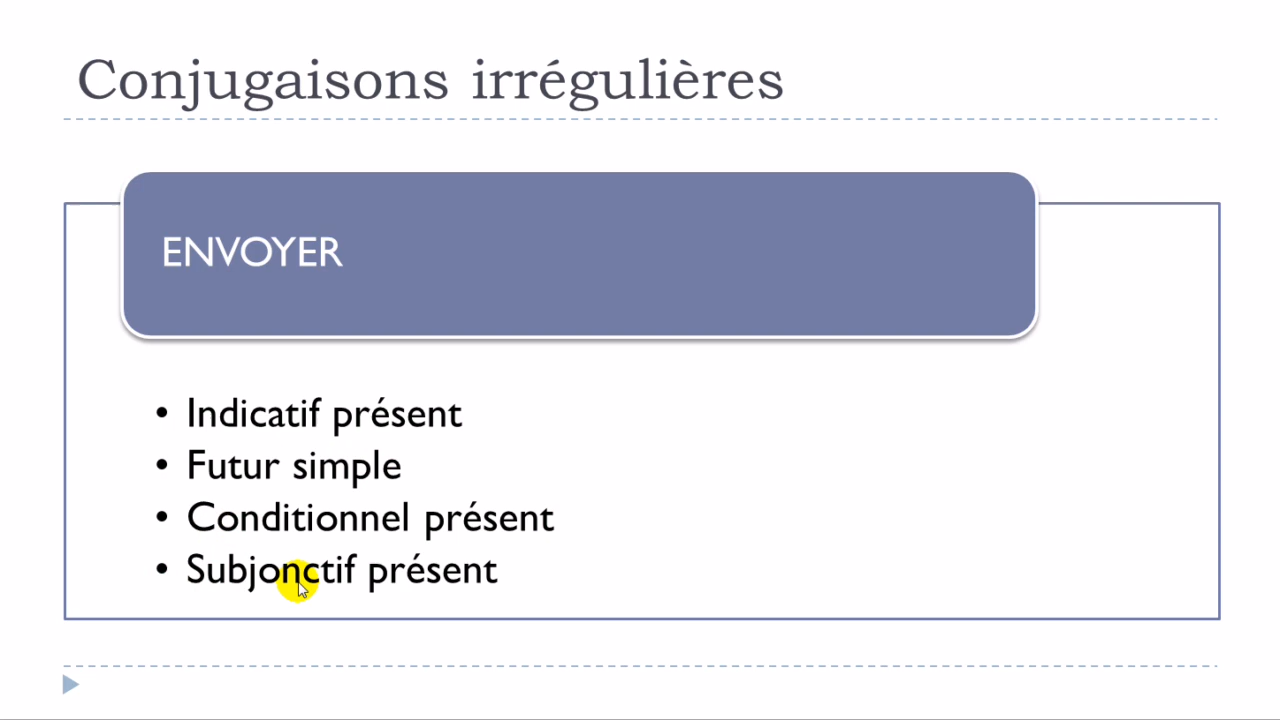 Conjugaisons irrégulières
ENVOYER
• Indicatif présent
• Futur simple
• Conditionnel présent
• Subjonctif présent